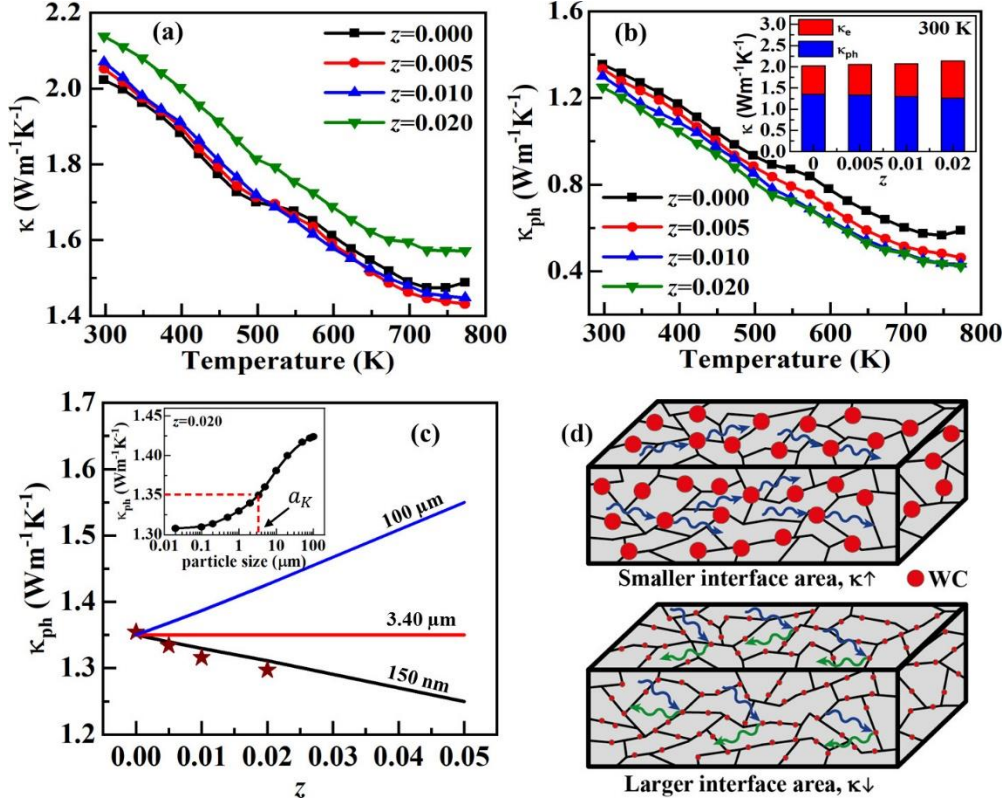 (a)
z=0.000
z=0.005
z=0.010
z=0.020
2.2
2.0
1.8
1.6
1.4
κ (Wm⁻¹K⁻¹)
300 400 500 600 700 800
Temperature (K)
(b)
1.6
1.2
0.8
0.4
κph (Wm⁻¹K⁻¹)
z=0.000
z=0.005
z=0.010
z=0.020
300 400 500 600 700 800
Temperature (K)
κe
κph
300 K
3.0
2.5
2.0
1.5
1.0
0.5
0.0
κ (Wm⁻¹K⁻¹)
0 0.005 0.01 0.02
z
(c)
1.7
1.6
1.5
1.4
1.3
1.2
κph (Wm⁻¹K⁻¹)
z=0.020
1.45
1.40
1.35
1.30
κph (Wm⁻¹K⁻¹)
aK
0.01 0.1 1 10 100
particle size (μm)
100 μm
3.40 μm
150 nm
0.00 0.01 0.02 0.03 0.04 0.05
z
(d)
Smaller interface area, κ↑
WC
Larger interface area, κ↓